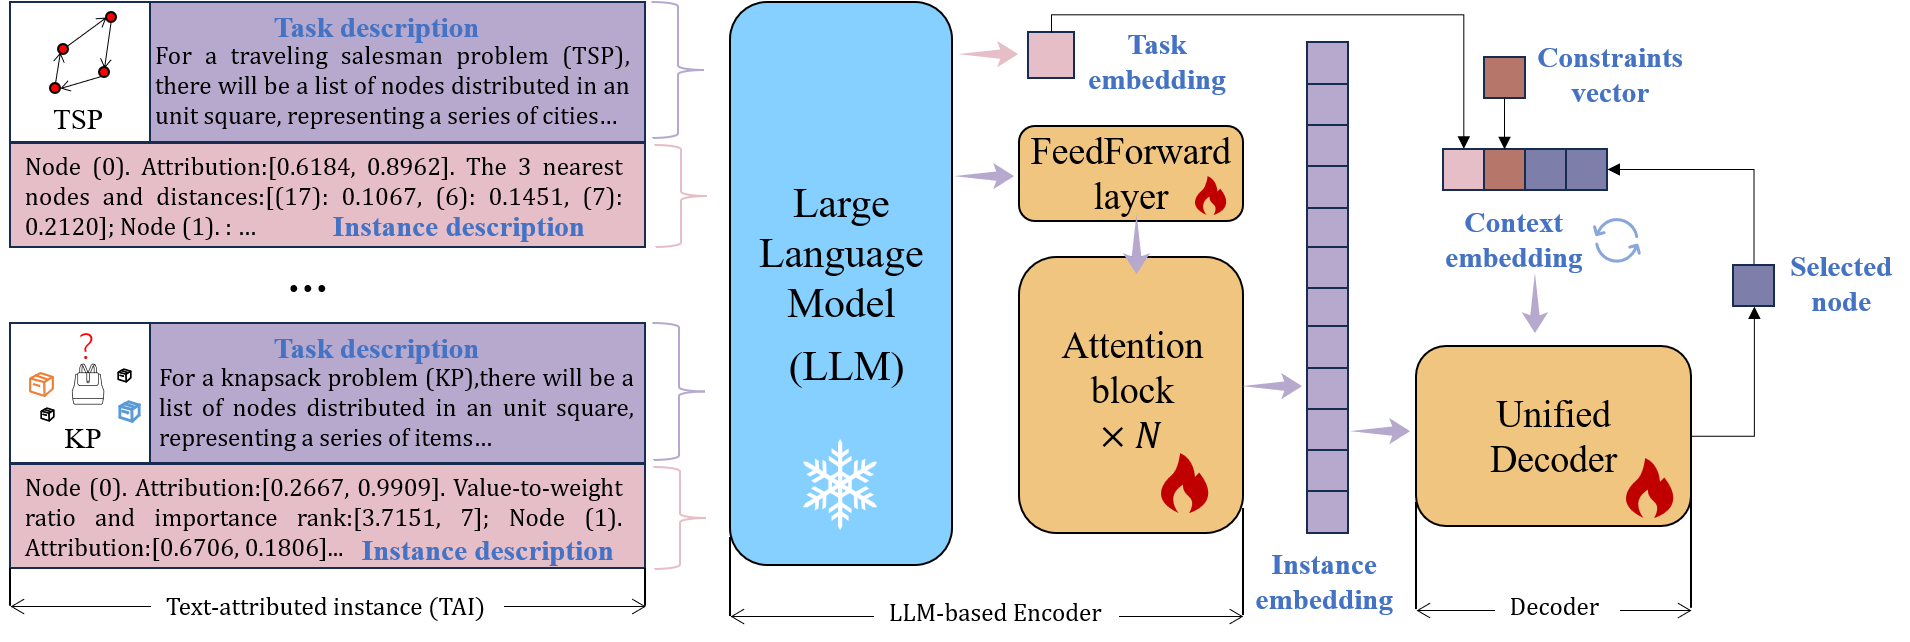 Task description
For a traveling salesman problem (TSP),
there will be a list of nodes distributed in an
unit square, representing a series of cities...
TSP
Node (0). Attribution:[0.6184, 0.8962]. The 3 nearest
nodes and distances:[(17): 0.1067, (6): 0.1451, (7):
0.2120]; Node (1). : ...
Instance description
...
Task description
For a knapsack problem (KP),there will be a
list of nodes distributed in an unit square,
representing a series of items...
?
KP
Node (0). Attribution:[0.2667, 0.9909]. Value-to-weight
ratio and importance rank:[3.7151, 7]; Node (1).
Attribution:[0.6706, 0.1806]...
Instance description
Text-attributed instance (TAI)
Large
Language
Model
(LLM)
Task
embedding
FeedForward
layer
Attention
block
× N
LLM-based Encoder
Instance
embedding
Constraints
vector
Context
embedding
Selected
node
Unified
Decoder
Decoder